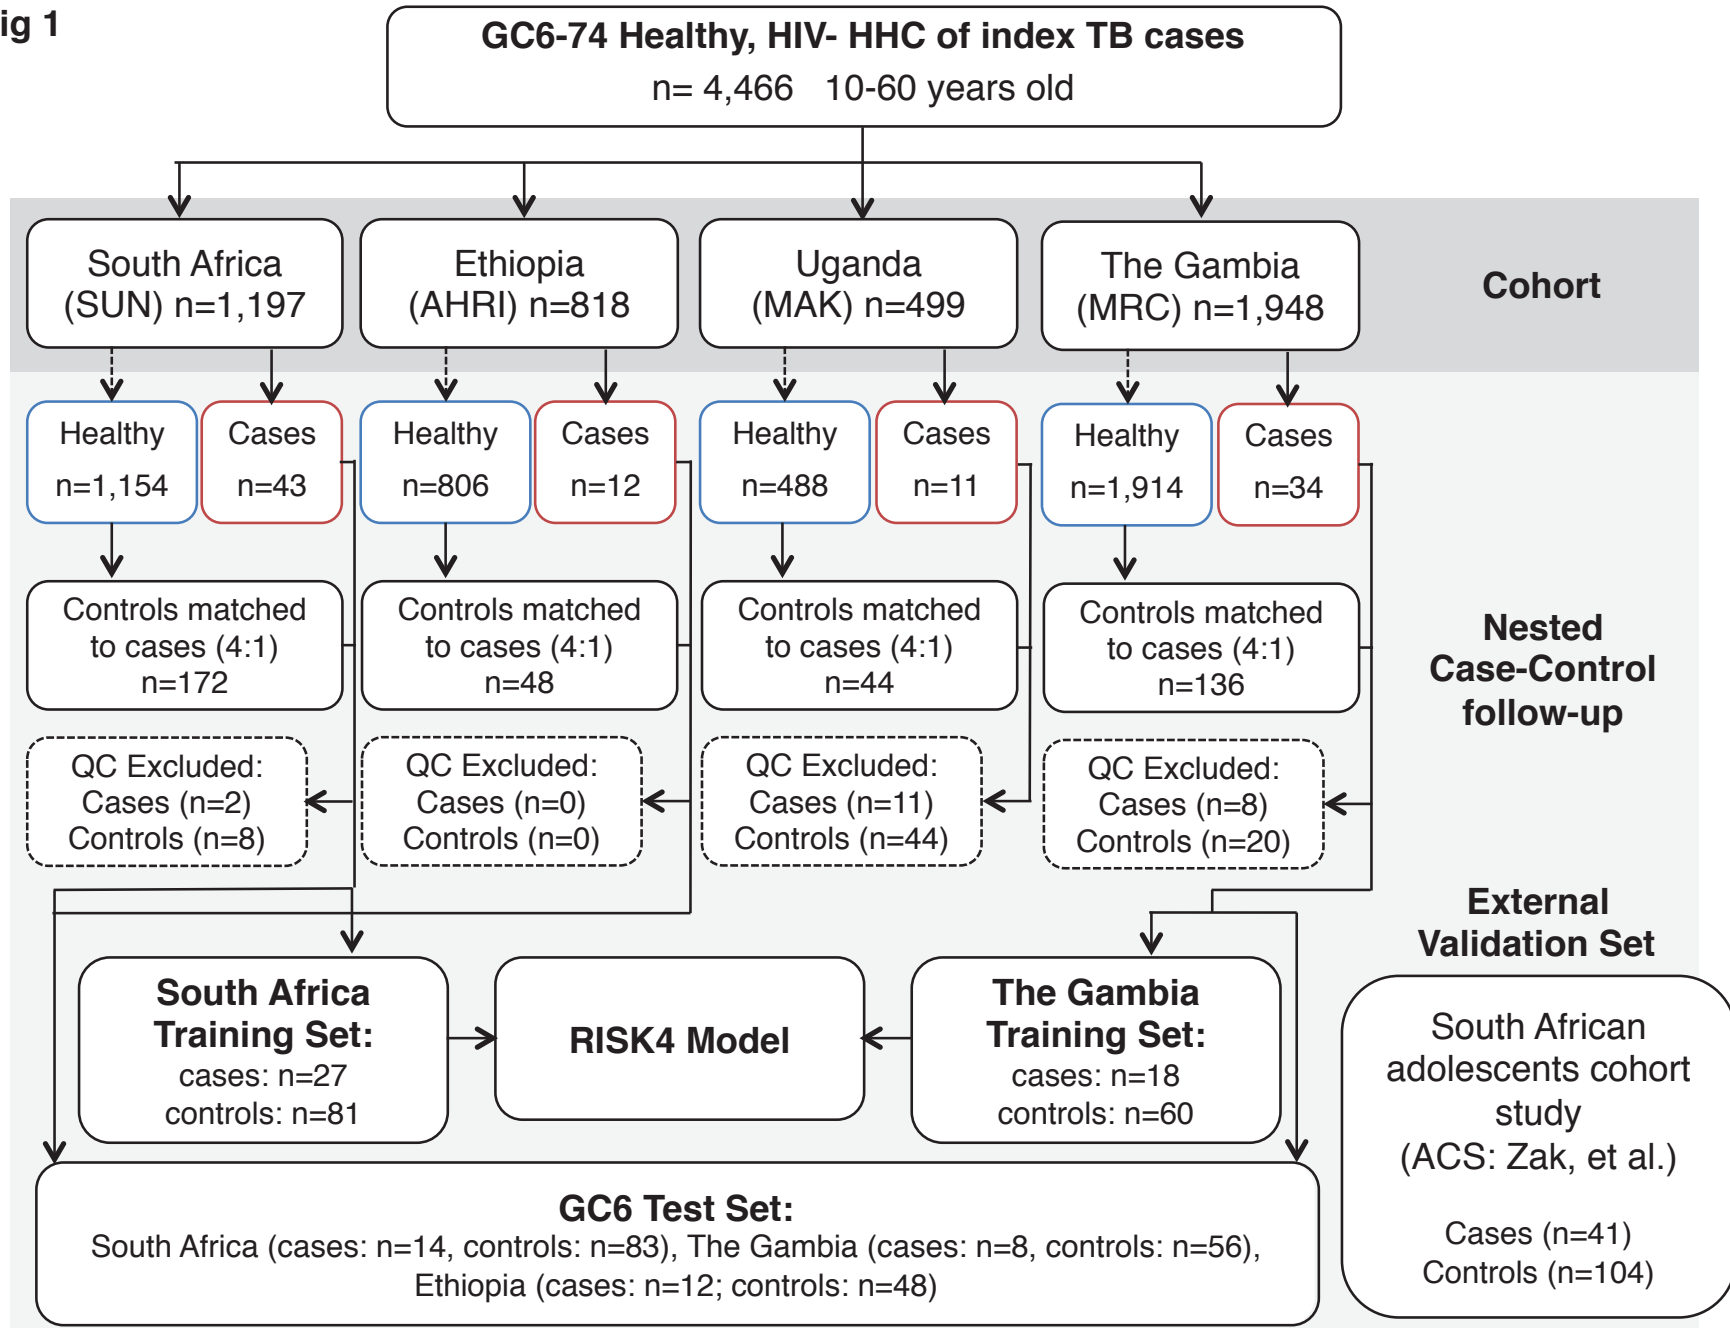 ig 1
GC6-74 Healthy, HIV- HHC of index TB cases
n= 4,466 10-60 years old
South Africa
(SUN) n=1,197
Ethiopia
(AHRI) n=818
Uganda
(MAK) n=499
The Gambia
(MRC) n=1,948
Cohort
Healthy
n=1,154
Cases
n=43
Healthy
n=806
Cases
n=12
Healthy
n=488
Cases
n=11
Healthy
n=1,914
Cases
n=34
Controls matched
to cases (4:1)
n=172
Controls matched
to cases (4:1)
n=48
Controls matched
to cases (4:1)
n=44
Controls matched
to cases (4:1)
n=136
Nested
Case-Control
follow-up
QC Excluded:
Cases (n=2)
Controls (n=8)
QC Excluded:
Cases (n=0)
Controls (n=0)
QC Excluded:
Cases (n=11)
Controls (n=44)
QC Excluded:
Cases (n=8)
Controls (n=20)
South Africa
Training Set:
cases: n=27
controls: n=81
RISK4 Model
The Gambia
Training Set:
cases: n=18
controls: n=60
External
Validation Set
South African
adolescents cohort
study
(ACS: Zak, et al.)
Cases (n=41)
Controls (n=104)
GC6 Test Set:
South Africa (cases: n=14, controls: n=83), The Gambia (cases: n=8, controls: n=56),
Ethiopia (cases: n=12; controls: n=48)